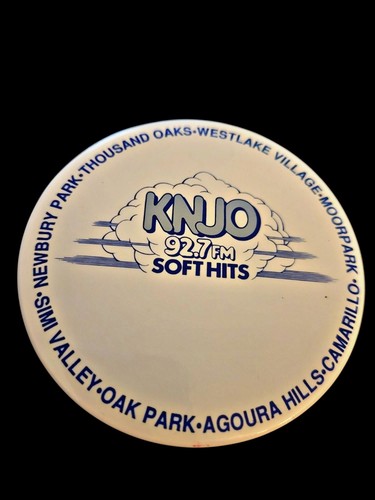 NEWBURY PARK•THOUSAND OAKS•WESTLAKE VILLAGE•MOORPARK
KNJO
92.7 FM
SOFT HITS
SIMI VALLEY•OAK PARK•AGOURA HILLS•CAMARILLO•